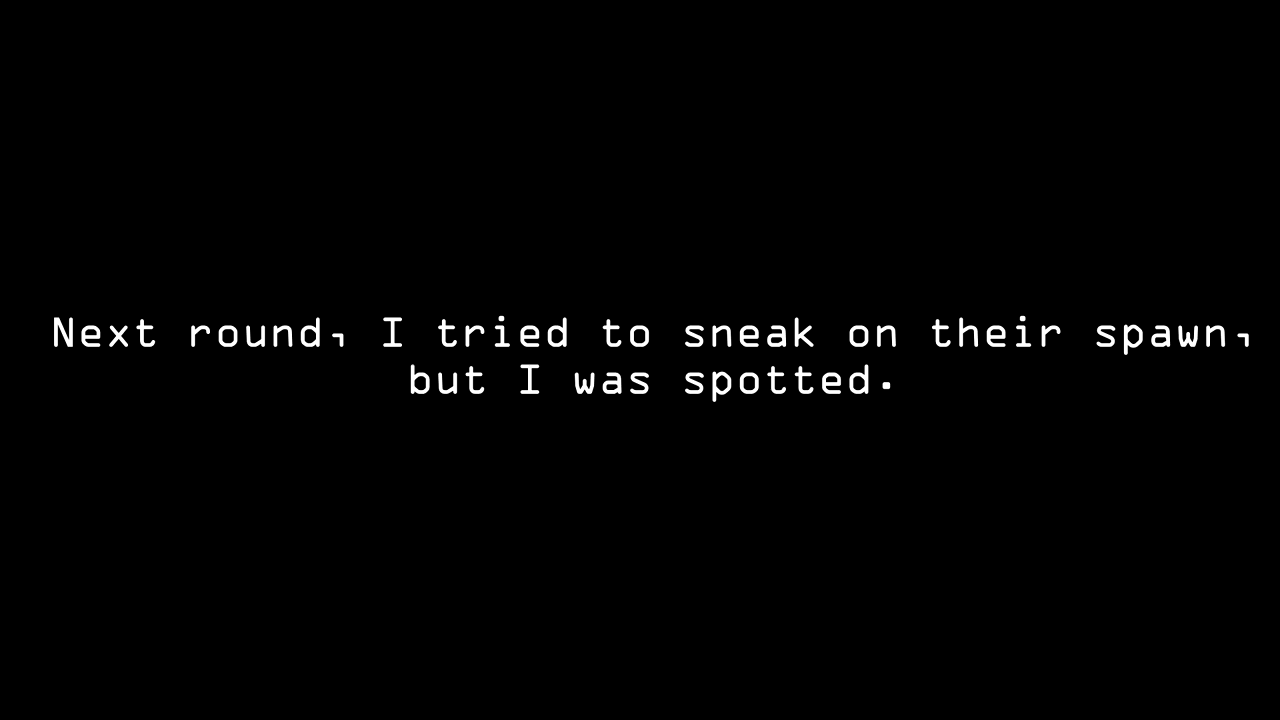 Next round, I tried to sneak on their spawn,
but I was spotted.